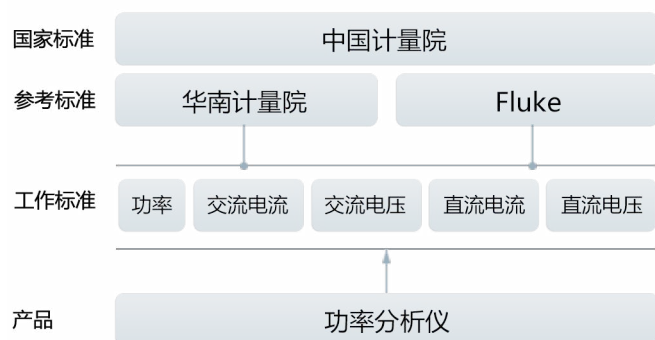 国家标准 中国计量院
参考标准 华南计量院 Fluke
工作标准 功率 交流电流 交流电压 直流电流 直流电压
产品 功率分析仪